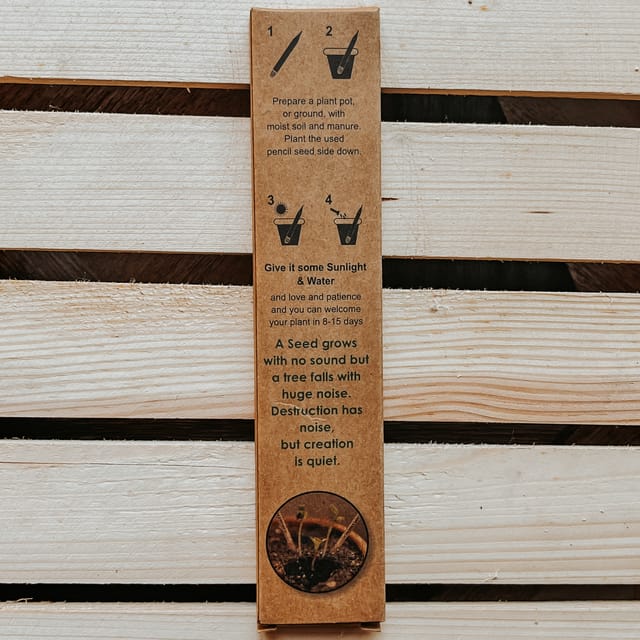 1 2
Prepare a plant pot,
or ground, with
moist soil and manure.
Plant the used
pencil seed side down.
3 4
Give it some Sunlight
& Water
and love and patience
and you can welcome
your plant in 8-15 days
A Seed grows
with no sound but
a tree falls with
huge noise.
Destruction has
noise,
but creation
is quiet.